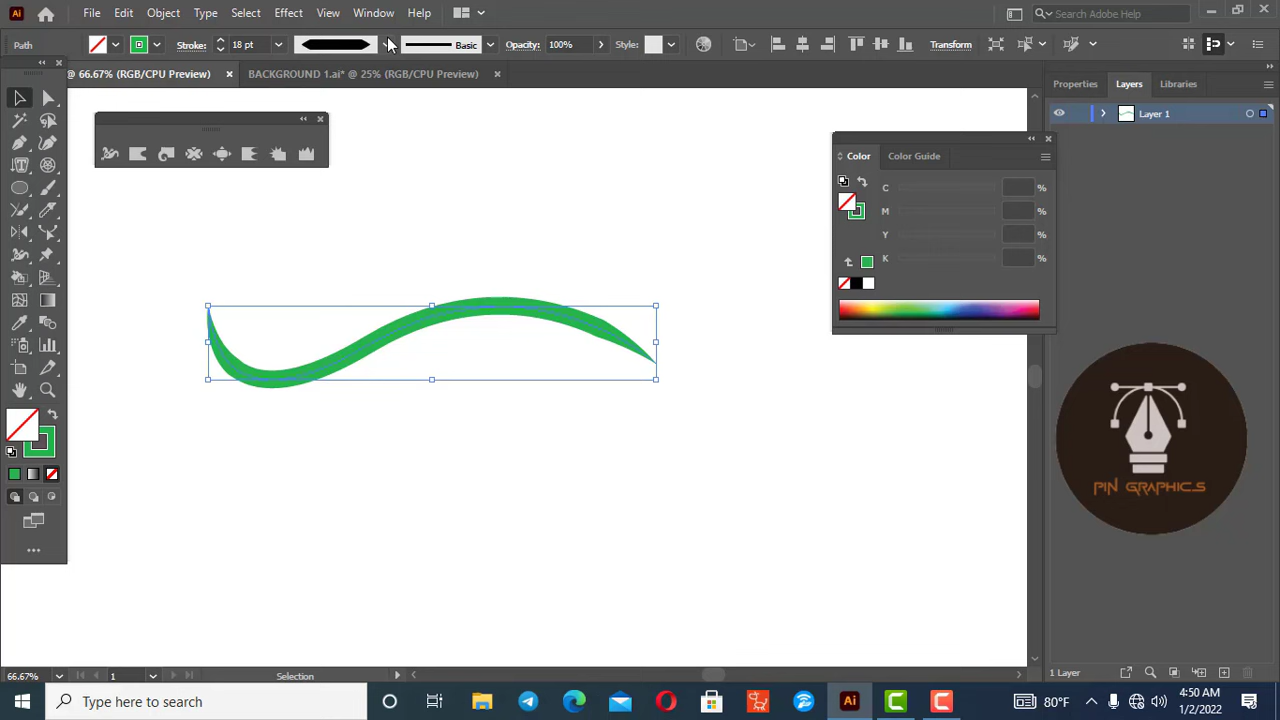 Ai File Edit Object Type Select Effect View Window Help Search Adobe Help
Path Stroke: 18 pt Basic Opacity: 100% Style: Transform
@ 66.67% (RGB/CPU Preview) × BACKGROUND 1.ai* @ 25% (RGB/CPU Preview) ×
Properties Layers Libraries
Layer 1
Color Color Guide
C %
M %
Y %
K %
PIN GRAPHICS
66.67% 1 Selection 1 Layer
Type here to search Ai 80°F 4:50 AM
1/2/2022